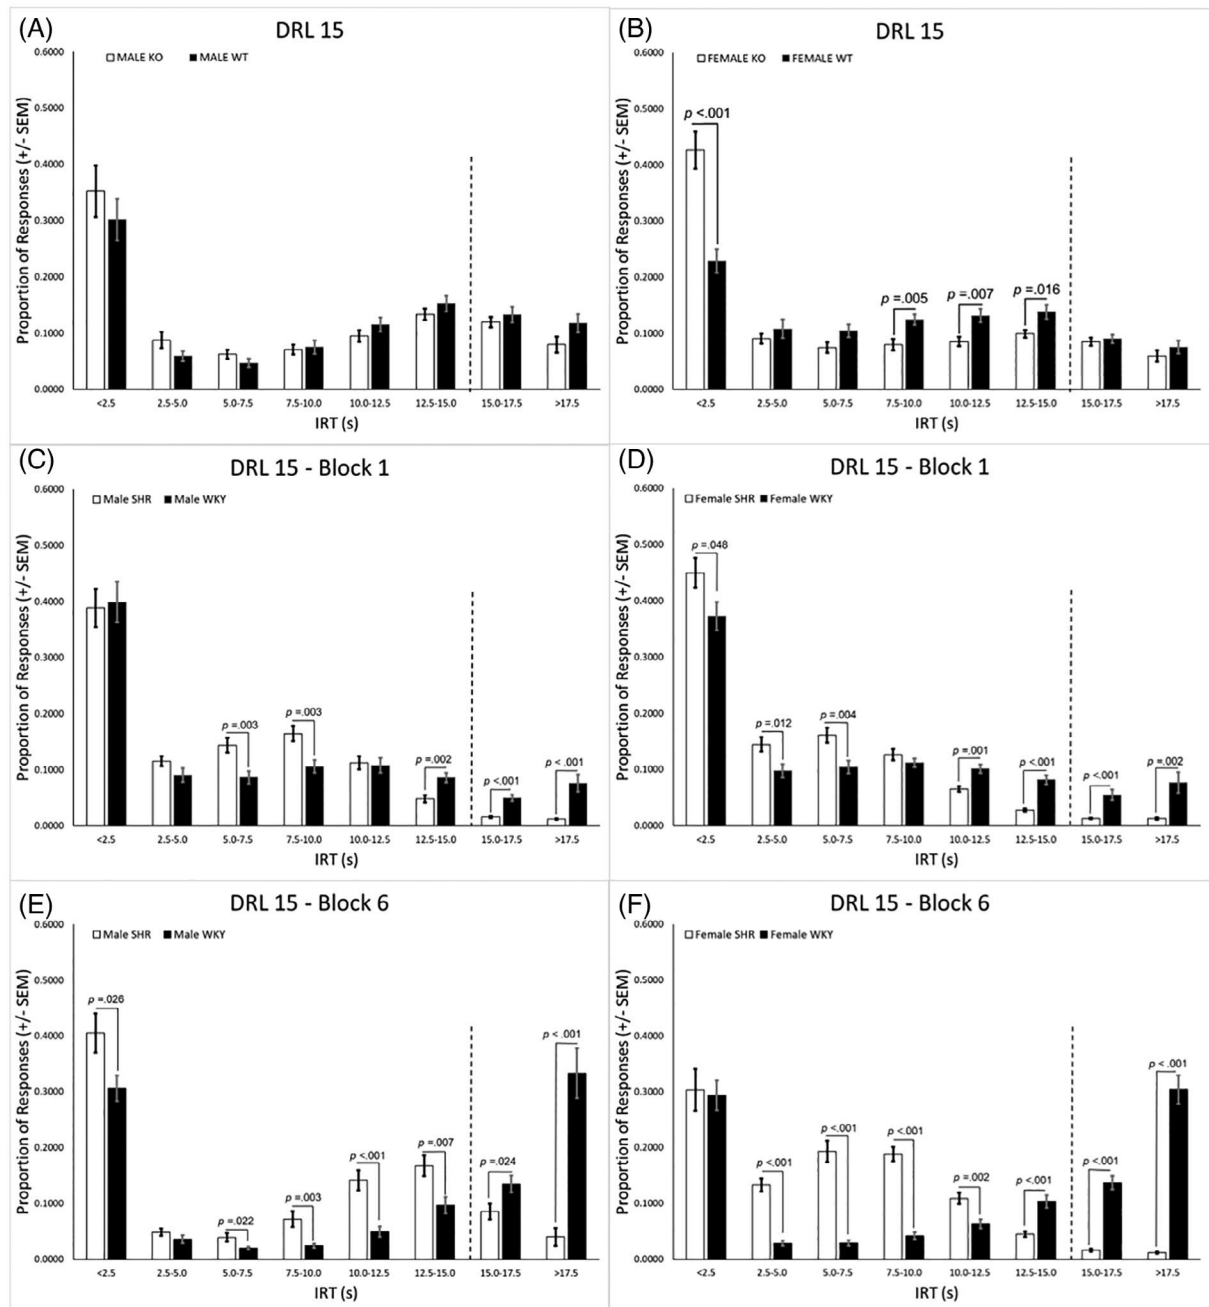 (A)
DRL 15
MALE KO MALE WT
Proportion of Responses (+/- SEM)
0.6000
0.5000
0.4000
0.3000
0.2000
0.1000
0.0000
<2.5 2.5-5.0 5.0-7.5 7.5-10.0 10.0-12.5 12.5-15.0 15.0-17.5 >17.5
IRT (s)
(B)
DRL 15
FEMALE KO FEMALE WT
Proportion of Responses (+/- SEM)
0.6000
0.5000
0.4000
0.3000
0.2000
0.1000
0.0000
p <.001
p =.005
p =.007
p =.016
<2.5 2.5-5.0 5.0-7.5 7.5-10.0 10.0-12.5 12.5-15.0 15.0-17.5 >17.5
IRT (s)
(C)
DRL 15 - Block 1
Male SHR Male WKY
Proportion of Responses (+/- SEM)
0.6000
0.5000
0.4000
0.3000
0.2000
0.1000
0.0000
p =.003
p =.003
p =.002
p <.001
p <.001
<2.5 2.5-5.0 5.0-7.5 7.5-10.0 10.0-12.5 12.5-15.0 15.0-17.5 >17.5
IRT (s)
(D)
DRL 15 - Block 1
Female SHR Female WKY
Proportion of Responses (+/- SEM)
0.6000
0.5000
0.4000
0.3000
0.2000
0.1000
0.0000
p =.048
p =.012
p =.004
p =.001
p <.001
p <.001
p =.002
<2.5 2.5-5.0 5.0-7.5 7.5-10.0 10.0-12.5 12.5-15.0 15.0-17.5 >17.5
IRT (s)
(E)
DRL 15 - Block 6
Male SHR Male WKY
Proportion of Responses (+/- SEM)
0.6000
0.5000
0.4000
0.3000
0.2000
0.1000
0.0000
p =.026
p =.022
p =.003
p <.001
p =.007
p =.024
p <.001
<2.5 2.5-5.0 5.0-7.5 7.5-10.0 10.0-12.5 12.5-15.0 15.0-17.5 >17.5
IRT (s)
(F)
DRL 15 - Block 6
Female SHR Female WKY
Proportion of Responses (+/- SEM)
0.6000
0.5000
0.4000
0.3000
0.2000
0.1000
0.0000
p <.001
p <.001
p <.001
p =.002
p <.001
p <.001
p <.001
<2.5 2.5-5.0 5.0-7.5 7.5-10.0 10.0-12.5 12.5-15.0 15.0-17.5 >17.5
IRT (s)